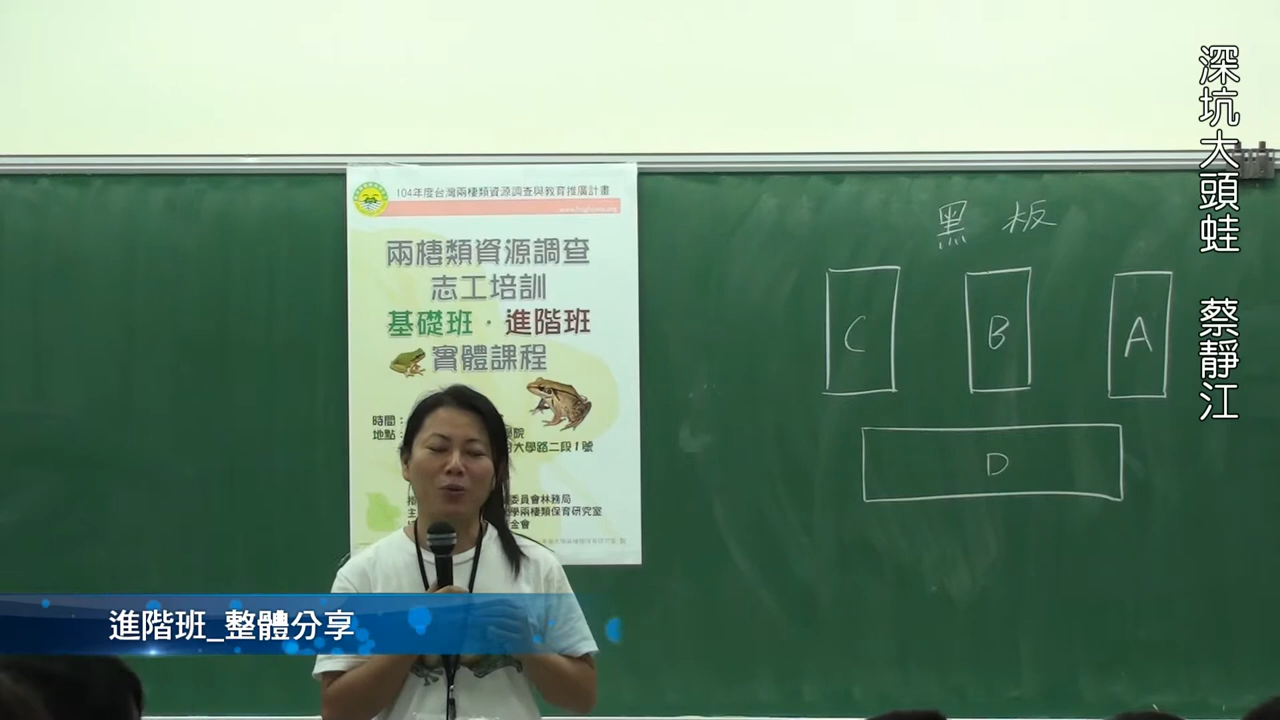 104年度台灣兩棲類資源調查與教育推廣計畫
兩棲類資源調查
志工培訓
基礎班・進階班
實體課程
時間：
地點：
大學路二段1號
委員會林務局
學兩棲類保育研究室
金會
黑板
C B A
D
深坑大頭蛙 蔡靜江
進階班_整體分享